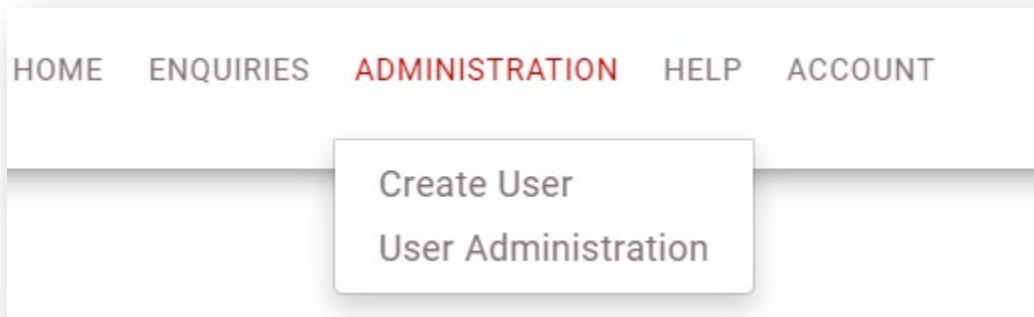 HOME ENQUIRIES ADMINISTRATION HELP ACCOUNT
Create User
User Administration